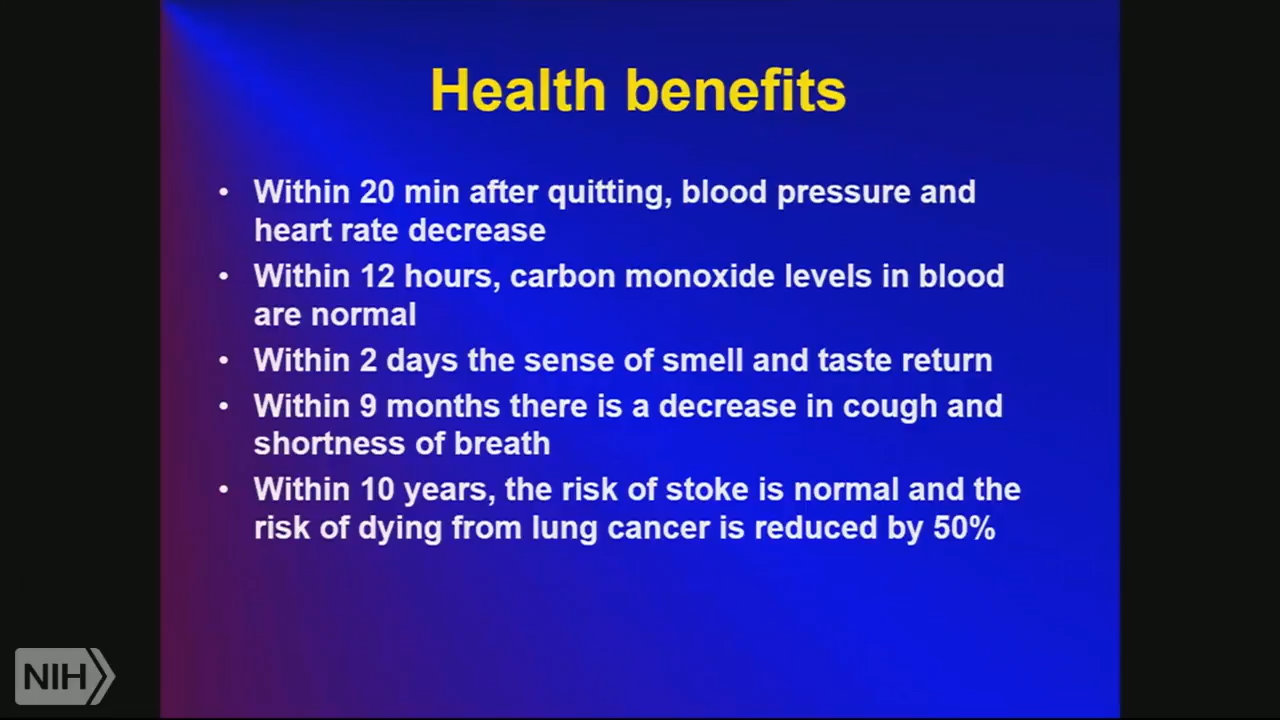 Health benefits
• Within 20 min after quitting, blood pressure and
heart rate decrease
• Within 12 hours, carbon monoxide levels in blood
are normal
• Within 2 days the sense of smell and taste return
• Within 9 months there is a decrease in cough and
shortness of breath
• Within 10 years, the risk of stoke is normal and the
risk of dying from lung cancer is reduced by 50%
NIH